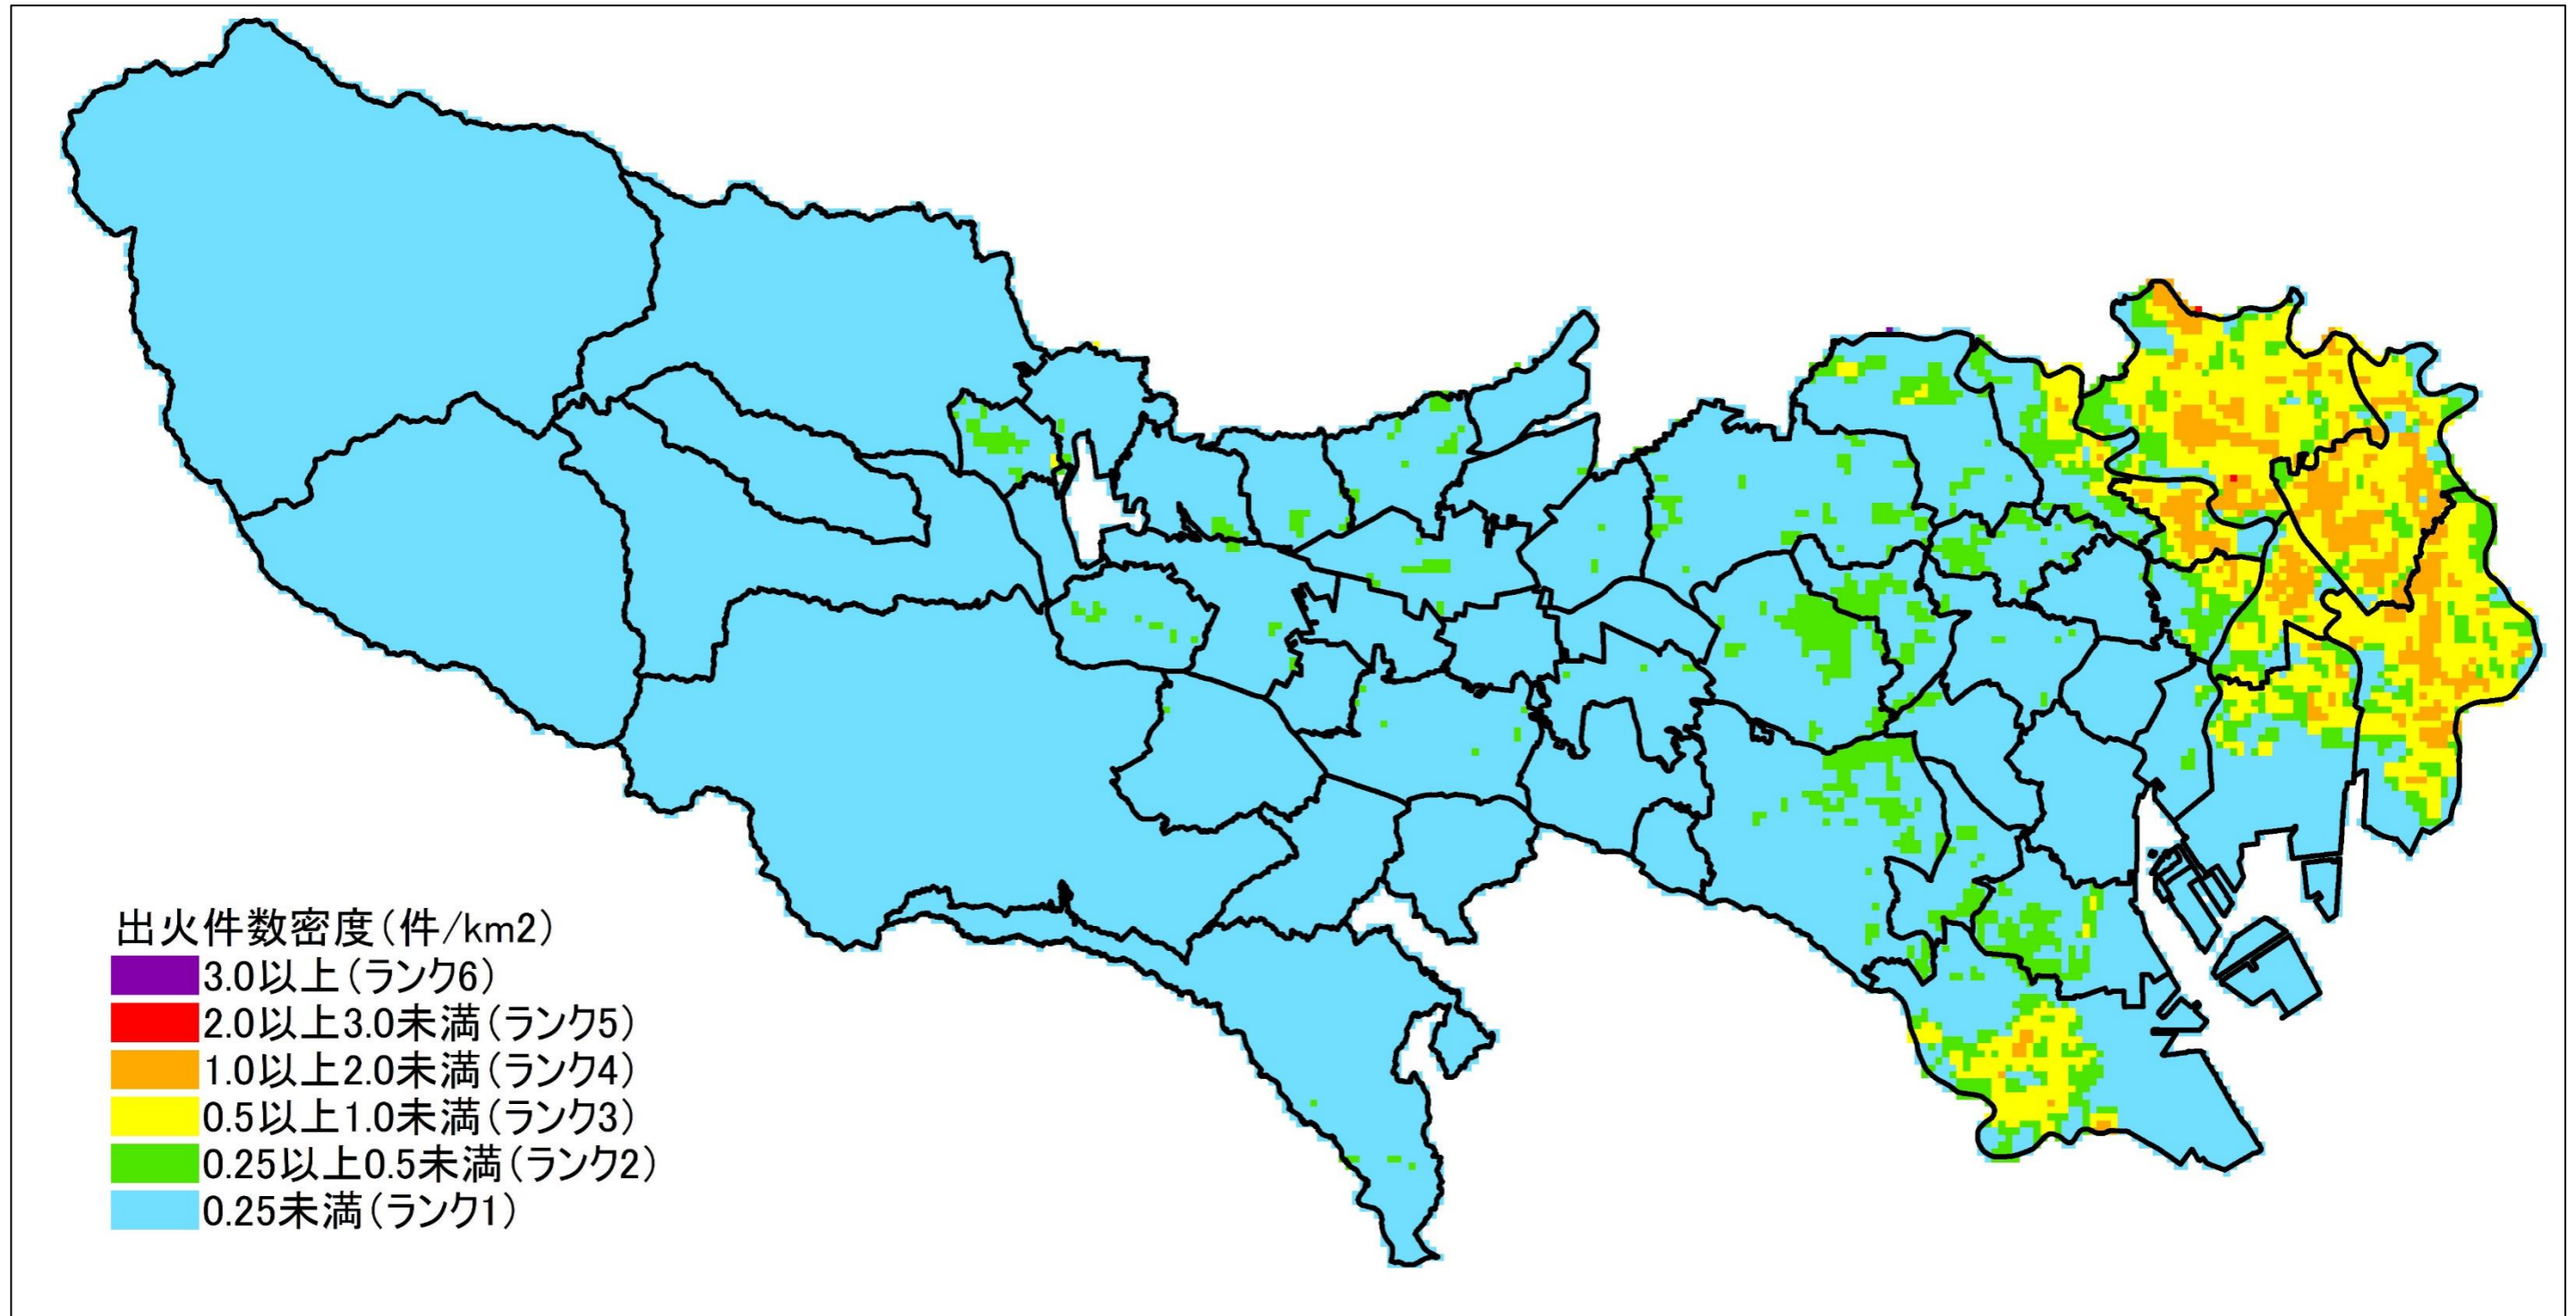 出火件数密度(件/km2)
3.0以上(ランク6)
2.0以上3.0未満(ランク5)
1.0以上2.0未満(ランク4)
0.5以上1.0未満(ランク3)
0.25以上0.5未満(ランク2)
0.25未満(ランク1)